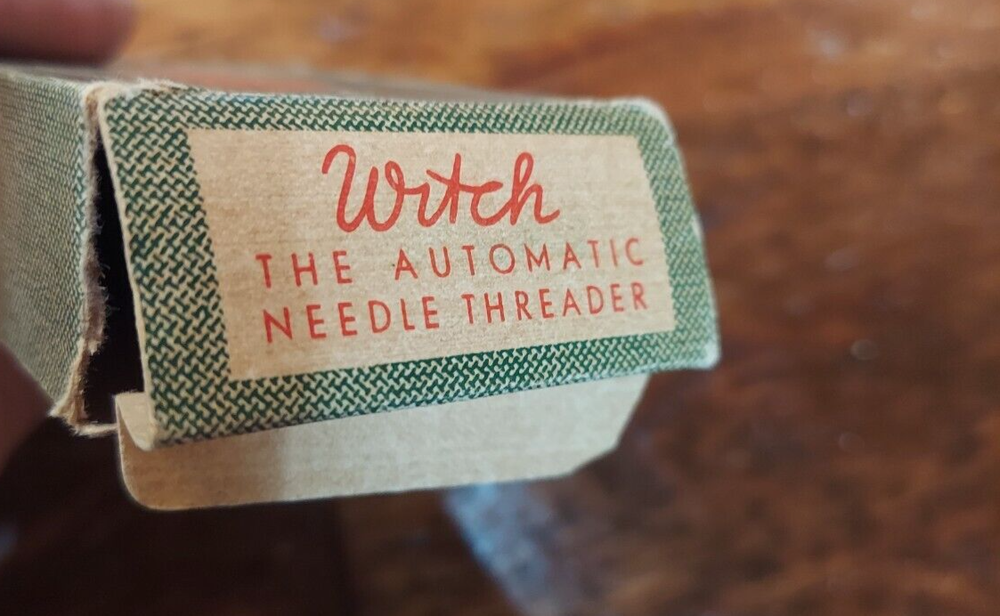 Witch
THE AUTOMATIC
NEEDLE THREADER